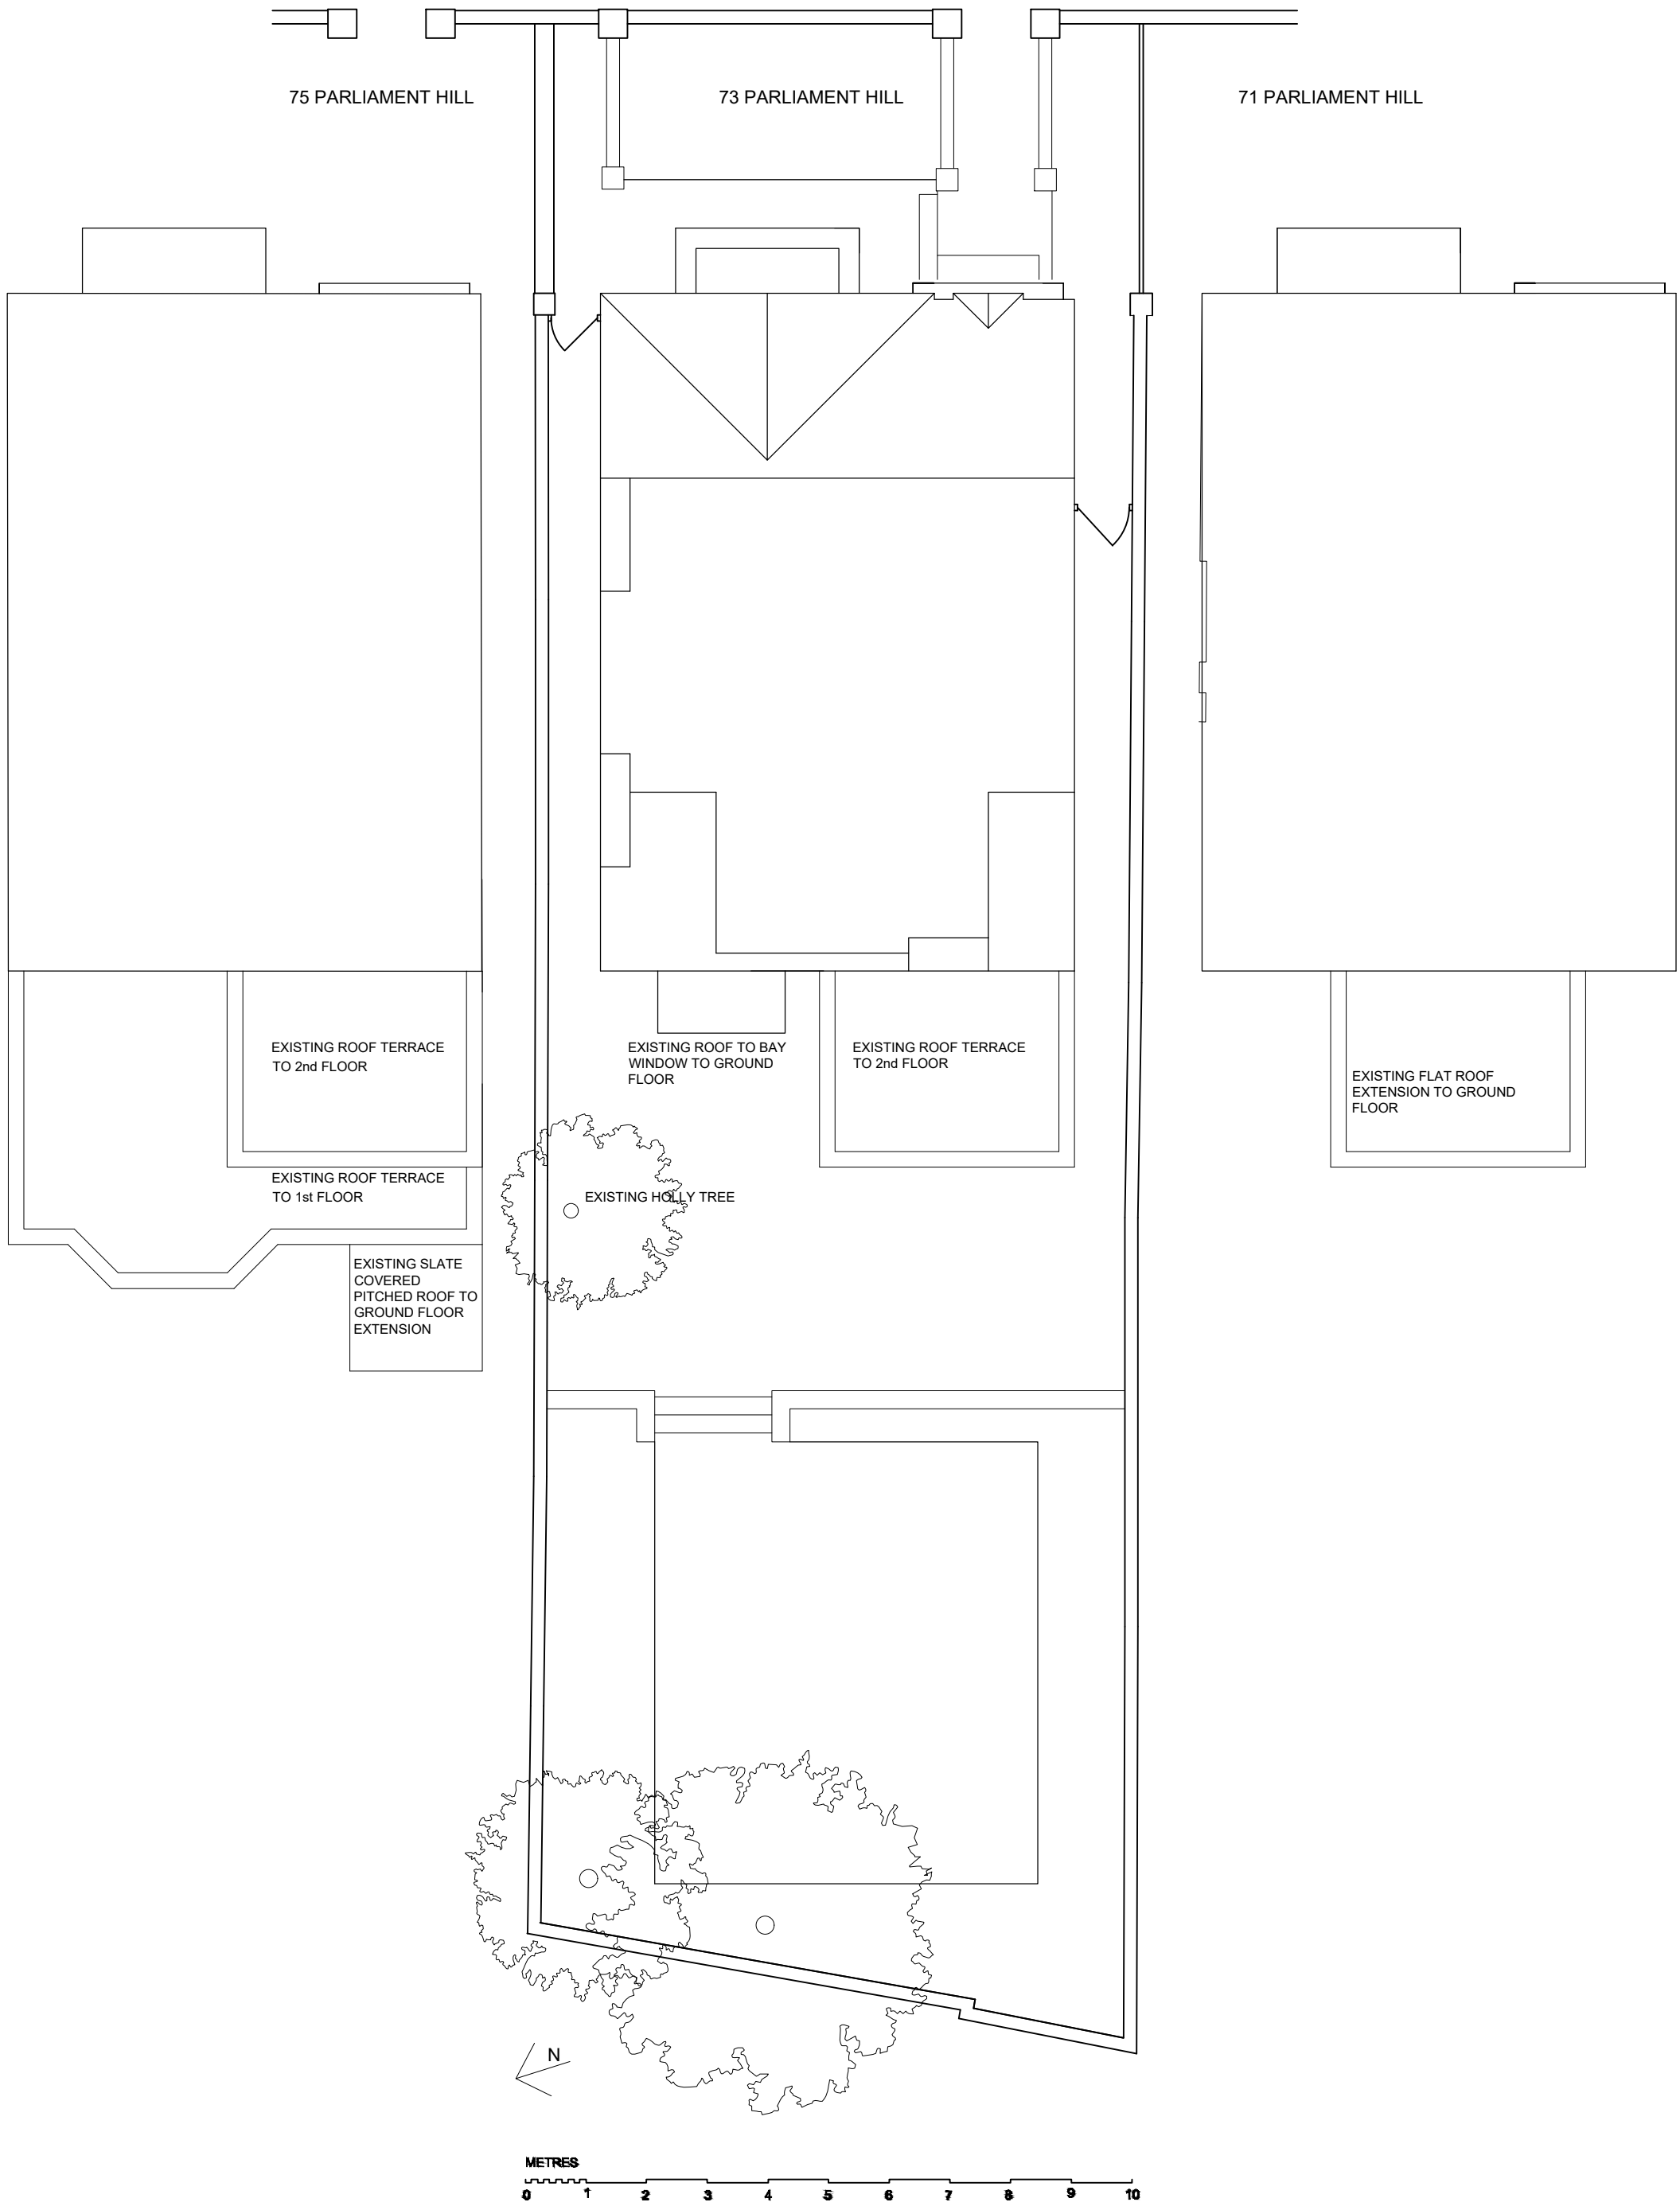 75 PARLIAMENT HILL
73 PARLIAMENT HILL
71 PARLIAMENT HILL
EXISTING ROOF TERRACE
TO 2nd FLOOR
EXISTING ROOF TO BAY
WINDOW TO GROUND
FLOOR
EXISTING ROOF TERRACE
TO 2nd FLOOR
EXISTING FLAT ROOF
EXTENSION TO GROUND
FLOOR
EXISTING ROOF TERRACE
TO 1st FLOOR
EXISTING HOLLY TREE
EXISTING SLATE
COVERED
PITCHED ROOF TO
GROUND FLOOR
EXTENSION
N
METRES
0 1 2 3 4 5 6 7 8 9 10